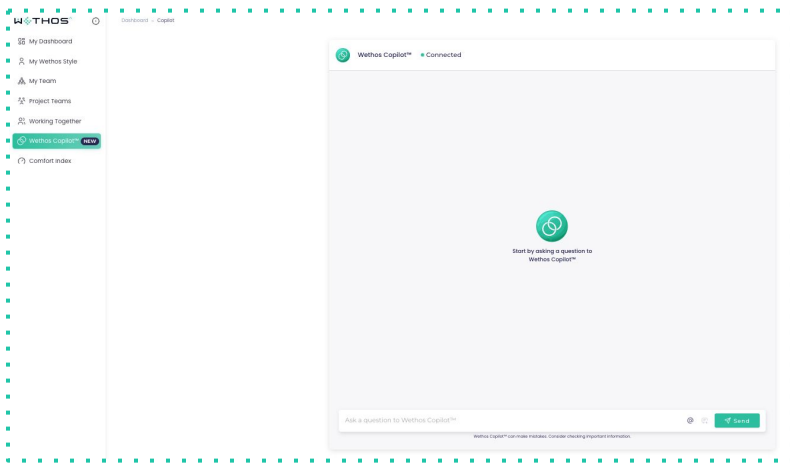 WETHOS
Dashboard > Copilot
My Dashboard
My Wethos Style
My Team
Project Teams
Working Together
Wethos Copilot™ NEW
Comfort Index
Wethos Copilot™ Connected
Start by asking a question to
Wethos Copilot™
Ask a question to Wethos Copilot™
@
Send
Wethos Copilot™ can make mistakes. Consider checking important information.